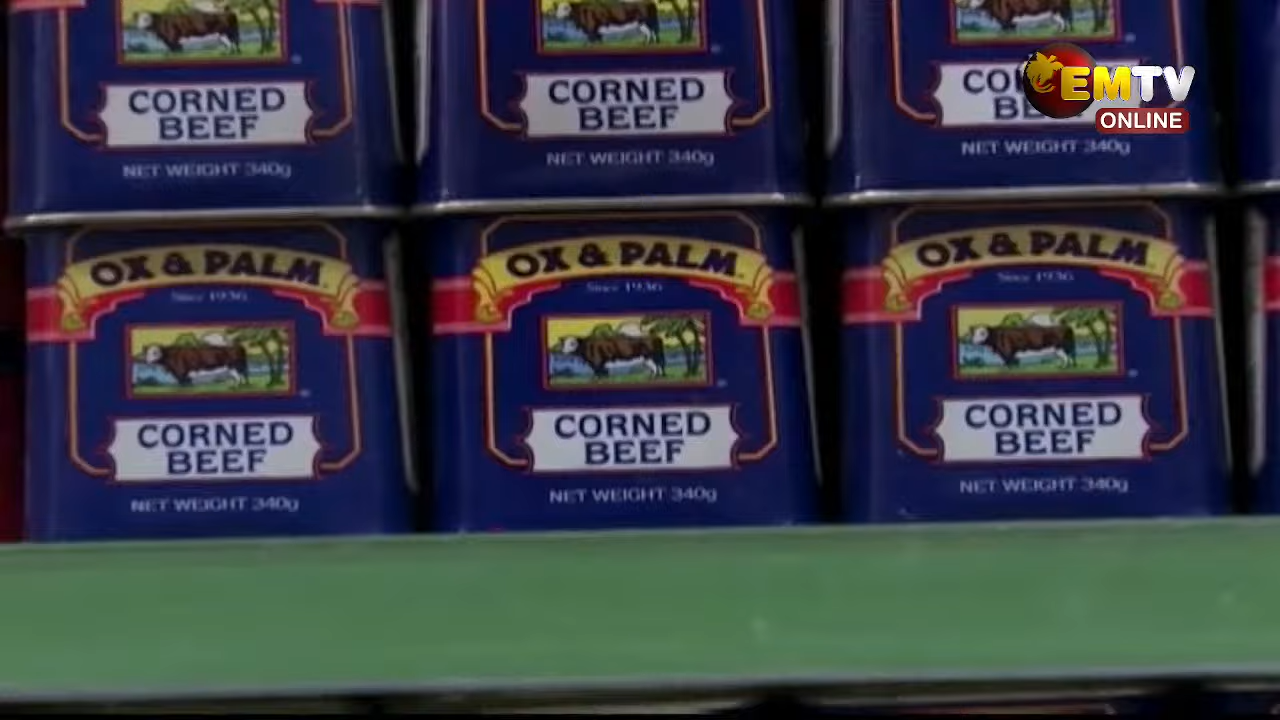 CORNED
BEEF
NET WEIGHT 340g
CORNED
BEEF
NET WEIGHT 340g
CO
BE
NET WEIGHT 340g
EMTV
ONLINE
OX & PALM
Since 1936
CORNED
BEEF
NET WEIGHT 340g
OX & PALM
Since 1936
CORNED
BEEF
NET WEIGHT 340g
OX & PALM
Since 1936
CORNED
BEEF
NET WEIGHT 340g